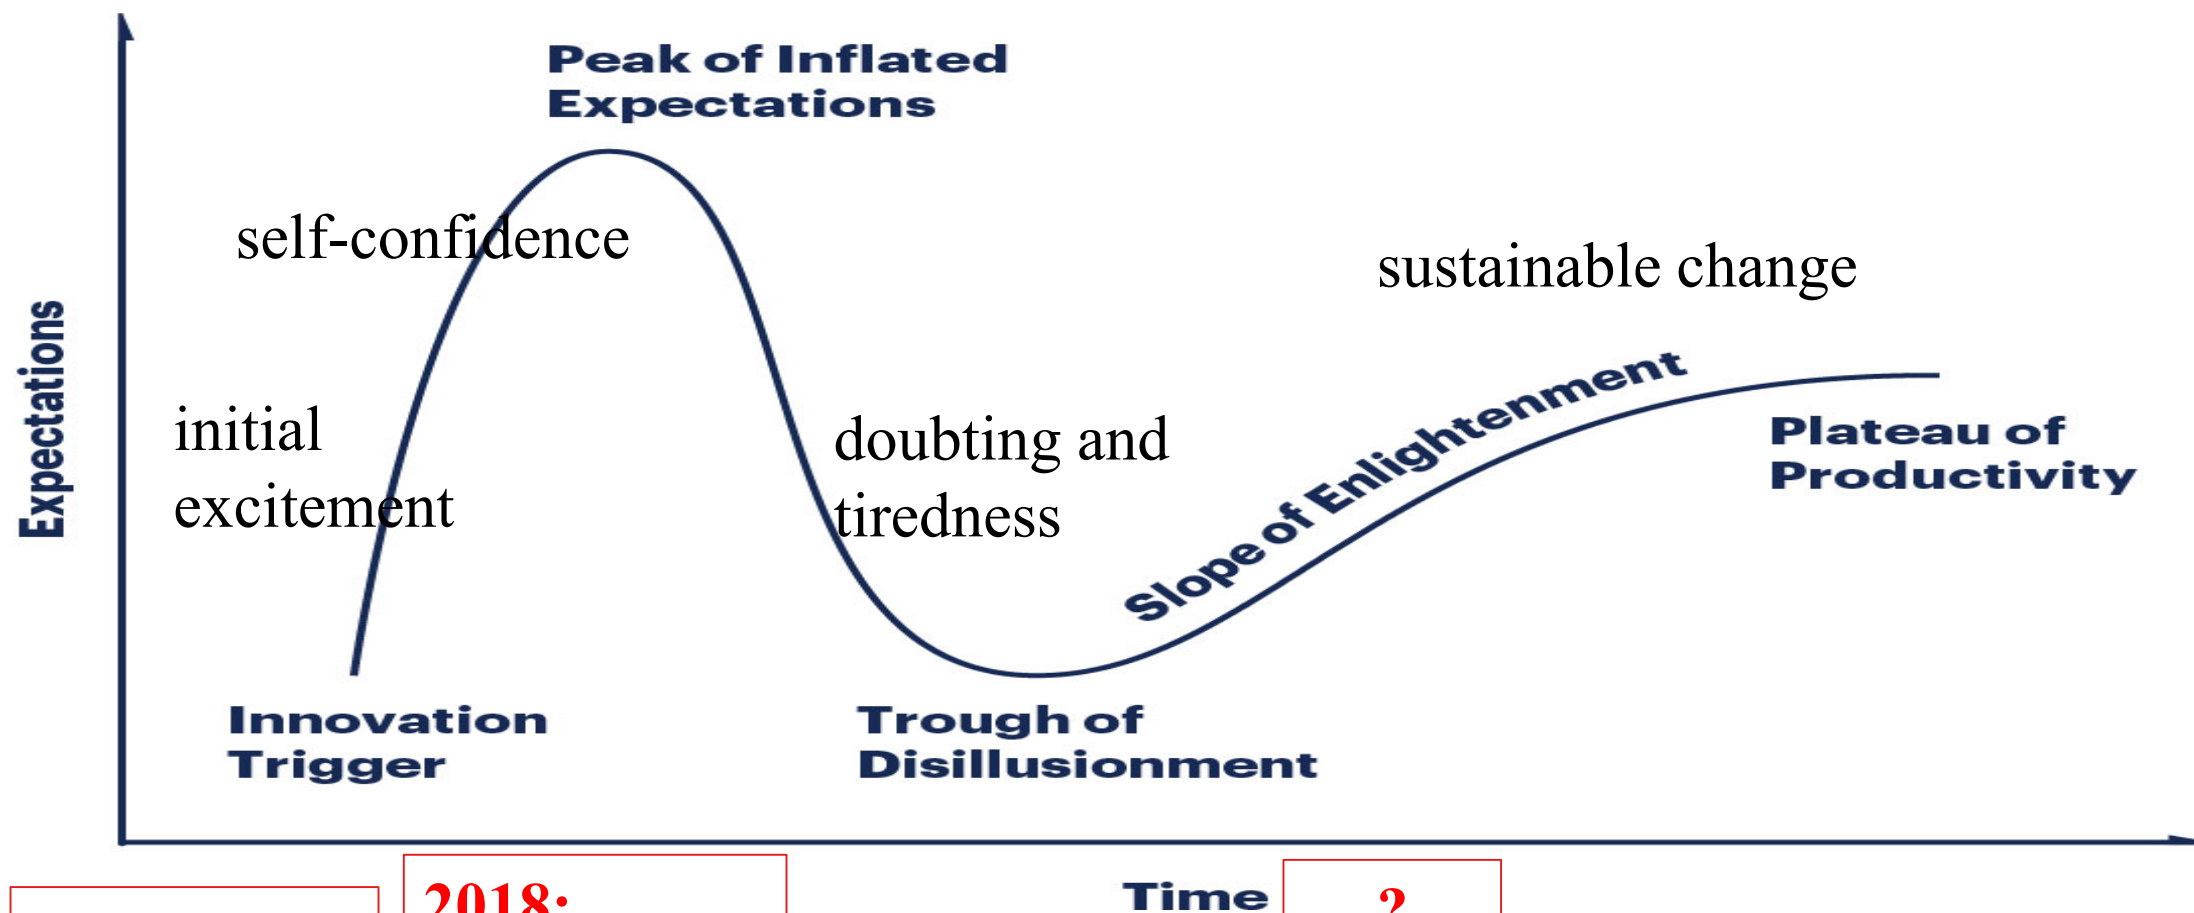 Peak of Inflated
Expectations
self-confidence
sustainable change
Expectations
initial
excitement
doubting and
tiredness
Slope of Enlightenment
Plateau of
Productivity
Innovation
Trigger
Trough of
Disillusionment
2018:
Time
?